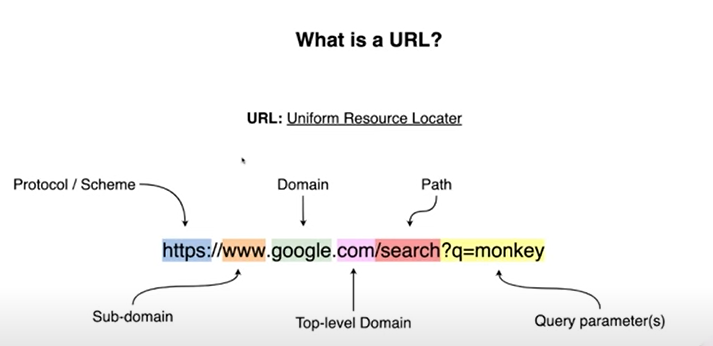 What is a URL?
URL: Uniform Resource Locater
Protocol / Scheme
Domain
Path
https://www.google.com/search?q=monkey
Sub-domain
Top-level Domain
Query parameter(s)